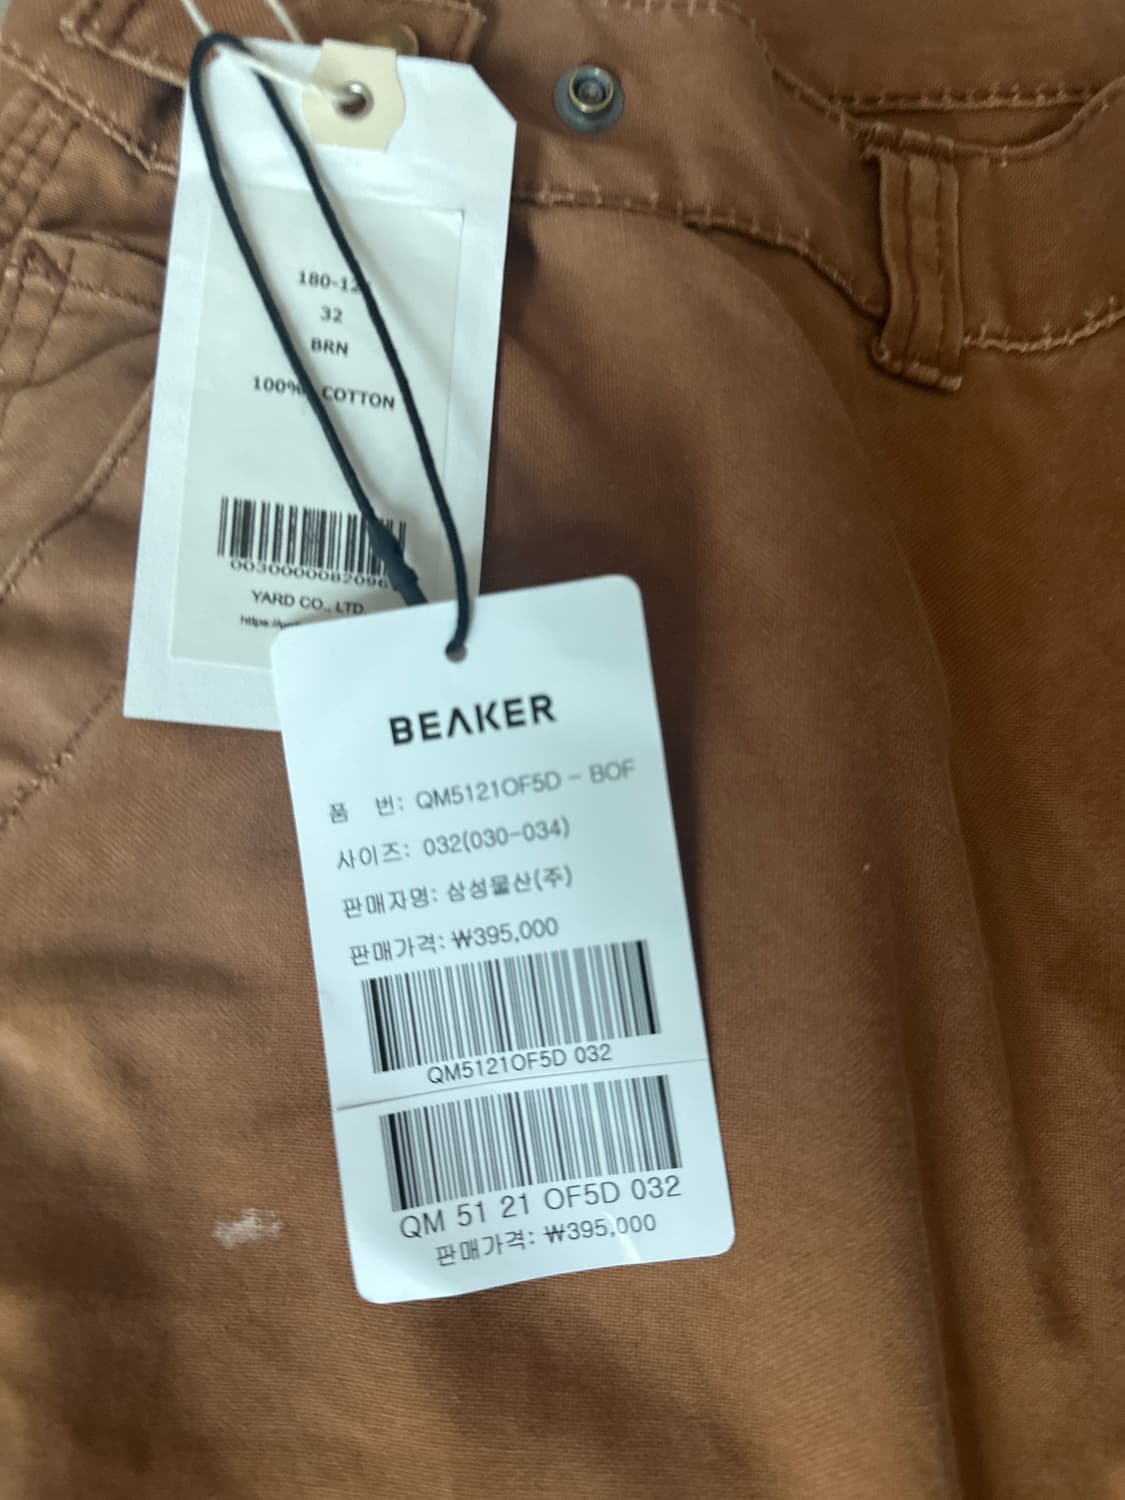 32
BRN
100% COTTON
YARD CO., LTD.
BEAKER
품 번: QM5121OF5D - BOF
사이즈: 032(030-034)
판매자명: 삼성물산(주)
판매가격: ₩395,000
QM5121OF5D 032
QM 51 21 OF5D 032
판매가격: ₩395,000